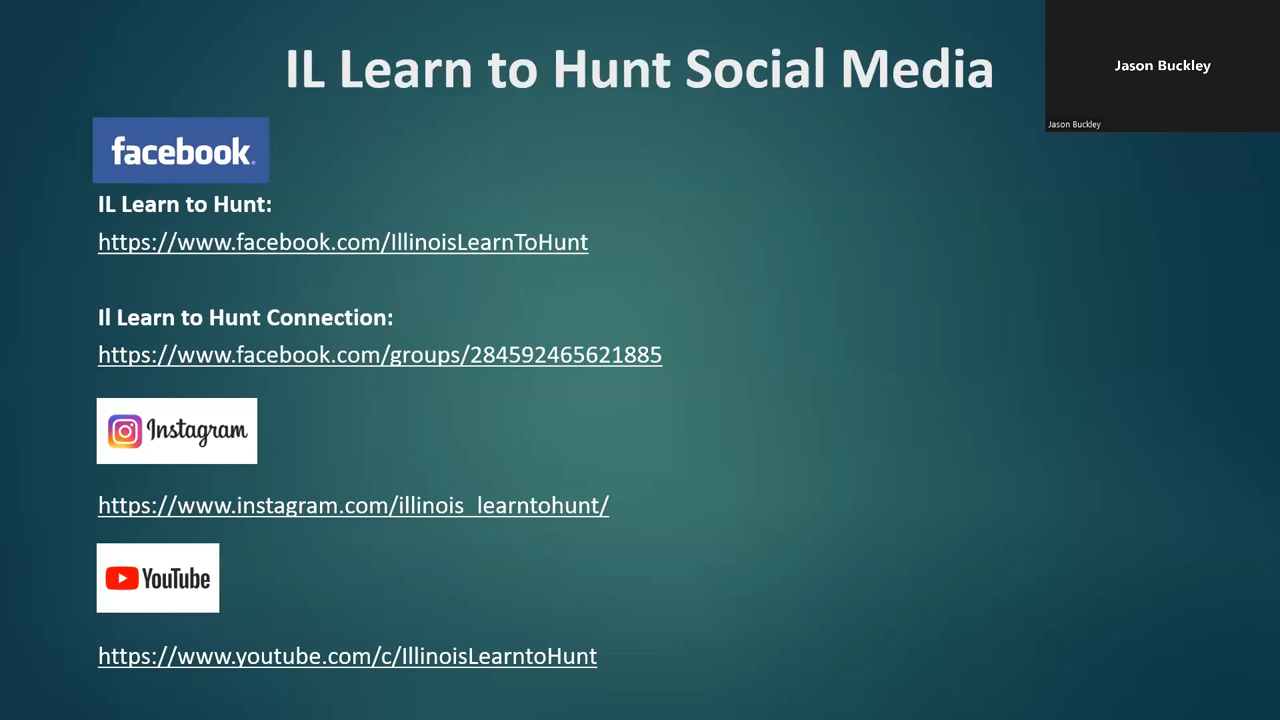 IL Learn to Hunt Social Media
Jason Buckley
Jason Buckley
facebook
IL Learn to Hunt:
https://www.facebook.com/IllinoisLearnToHunt
Il Learn to Hunt Connection:
https://www.facebook.com/groups/284592465621885
Instagram
https://www.instagram.com/illinois_learntohunt/
YouTube
https://www.youtube.com/c/IllinoisLearntoHunt